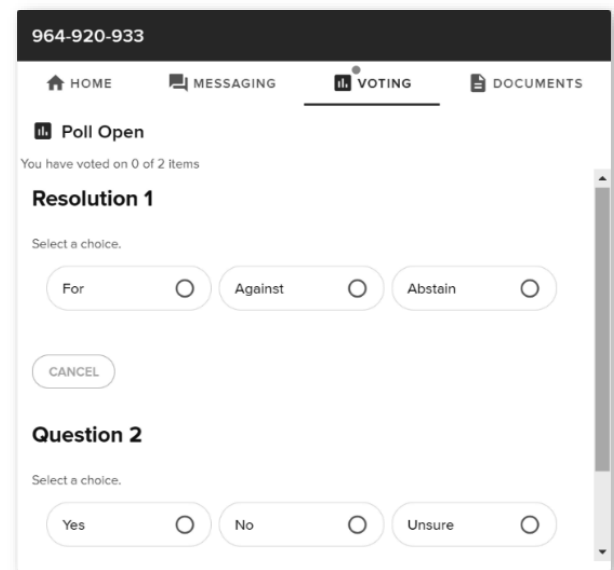 964-920-933
HOME MESSAGING VOTING DOCUMENTS
Poll Open
You have voted on 0 of 2 items
Resolution 1
Select a choice.
For Against Abstain
CANCEL
Question 2
Select a choice.
Yes No Unsure